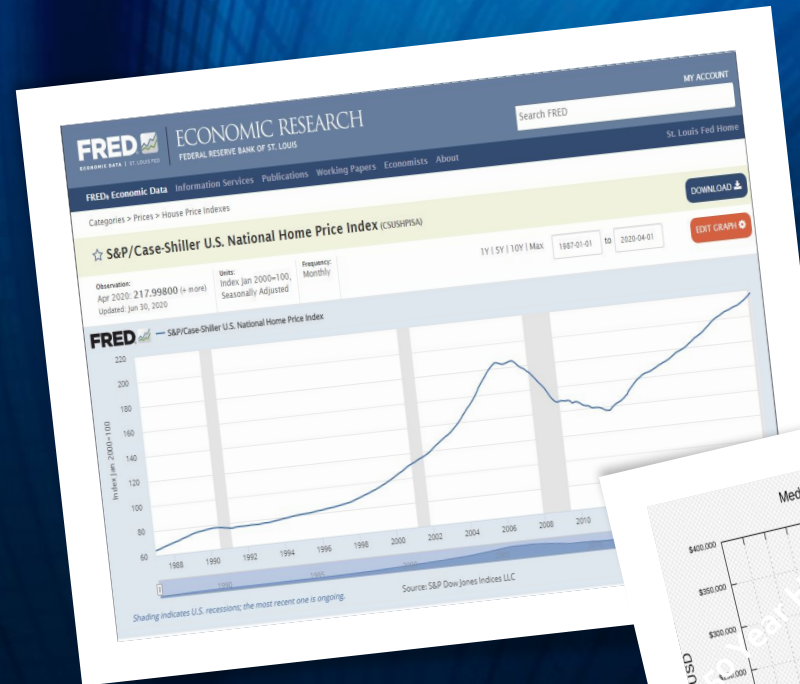 MY ACCOUNT
FRED
ECONOMIC DATA | ST. LOUIS FED
ECONOMIC RESEARCH
FEDERAL RESERVE BANK OF ST. LOUIS
Search FRED
FRED® Economic Data Information Services Publications Working Papers Economists About St. Louis Fed Home
Categories > Prices > House Price Indexes
☆ S&P/Case-Shiller U.S. National Home Price Index (CSUSHPISA)
DOWNLOAD
Observation:
Apr 2020: 217.99800 (+ more)
Updated: Jun 30, 2020
Units:
Index Jan 2000=100,
Seasonally Adjusted
Frequency:
Monthly
1Y | 5Y | 10Y | Max
1987-01-01 to 2020-04-01
EDIT GRAPH
FRED — S&P/Case-Shiller U.S. National Home Price Index
220
200
180
160
140
120
100
80
60
Index Jan 2000=100
1988 1990 1992 1994 1996 1998 2000 2002 2004 2006 2008 2010
1990
Shading indicates U.S. recessions; the most recent one is ongoing.
Source: S&P Dow Jones Indices LLC
Med
$400,000
$350,000
$300,000
USD
50 Year H